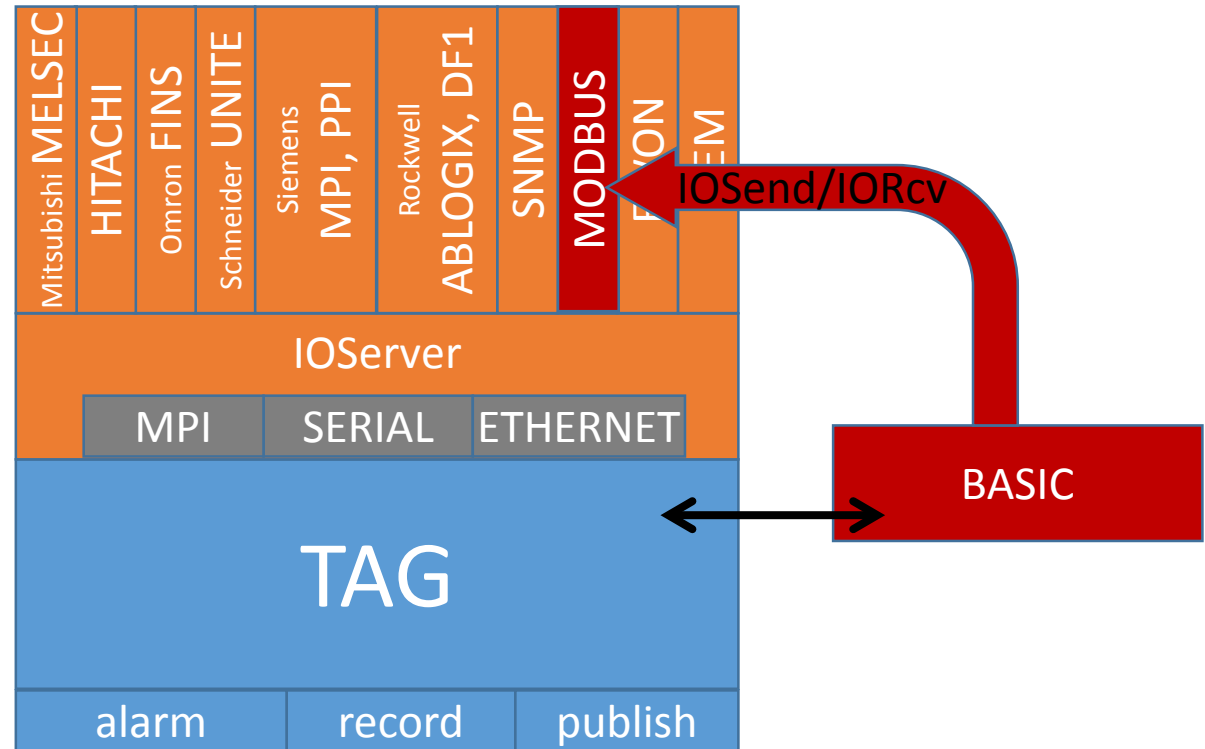 Mitsubishi MELSEC
HITACHI
Omron FINS
Schneider UNITE
Siemens
MPI, PPI
Rockwell
ABLOGIX, DF1
SNMP
MODBUS
IOSend/IORcv
IOServer
MPI
SERIAL
ETHERNET
BASIC
TAG
alarm
record
publish